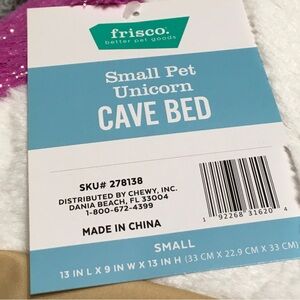 frisco.
better pet goods
Small Pet
Unicorn
CAVE BED
SKU# 278138
DISTRIBUTED BY CHEWY, INC.
DANIA BEACH, FL 33004
1-800-672-4399
MADE IN CHINA
1 92268 31620 4
SMALL
13 IN L X 9 IN W X 13 IN H (33 CM X 22.9 CM X 33 CM)